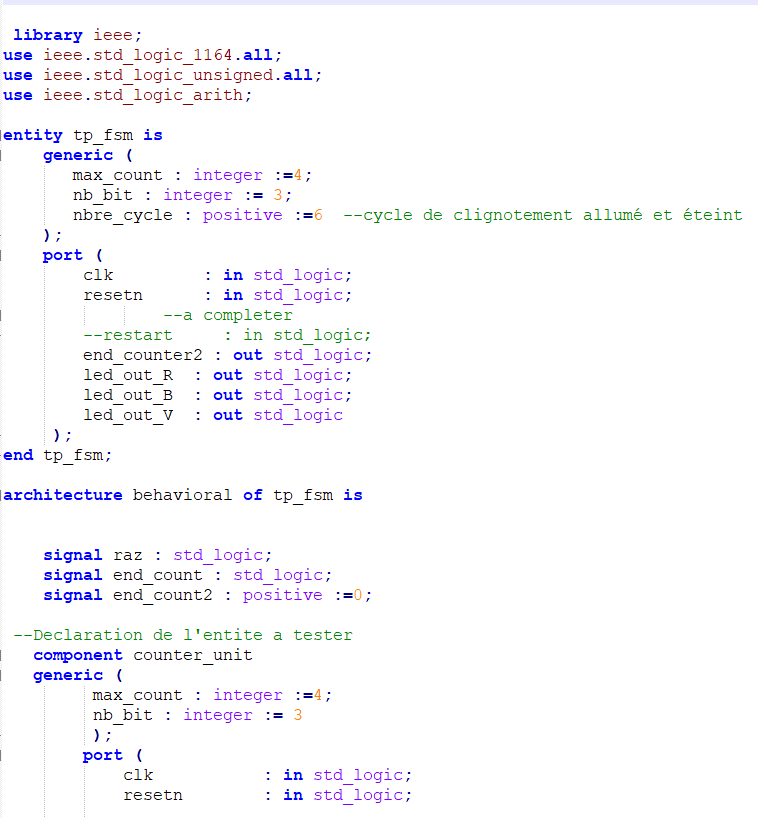 library ieee;
use ieee.std_logic_1164.all;
use ieee.std_logic_unsigned.all;
use ieee.std_logic_arith;
entity tp_fsm is
generic (
max_count : integer :=4;
nb_bit : integer := 3;
nbre_cycle : positive :=6 --cycle de clignotement allumé et éteint
);
port (
clk : in std_logic;
resetn : in std_logic;
--a completer
--restart : in std_logic;
end_counter2 : out std_logic;
led_out_R : out std_logic;
led_out_B : out std_logic;
led_out_V : out std_logic
);
end tp_fsm;
architecture behavioral of tp_fsm is
signal raz : std_logic;
signal end_count : std_logic;
signal end_count2 : positive :=0;
--Declaration de l'entite a tester
component counter_unit
generic (
max_count : integer :=4;
nb_bit : integer := 3
);
port (
clk : in std_logic;
resetn : in std_logic;